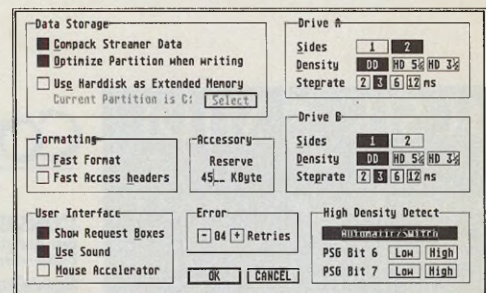 Data Storage
Compack Streamer Data
Optimize Partition when writing
Use Harddisk as Extended Memory
Current Partition is C: Select
Drive A
Sides 1 2
Density DD HD 5¼ HD 3½
Steprate 2 3 6 12 ms
Formatting
Fast Format
Fast Access headers
Accessory
Reserve
45__ KByte
Drive B
Sides 1 2
Density DD HD 5¼ HD 3½
Steprate 2 3 6 12 ms
User Interface
Show Request Boxes
Use Sound
Mouse Accelerator
Error
- 04 + Retries
OK CANCEL
High Density Detect
Automatic/Switch
PSG Bit 6 Low High
PSG Bit 7 Low High